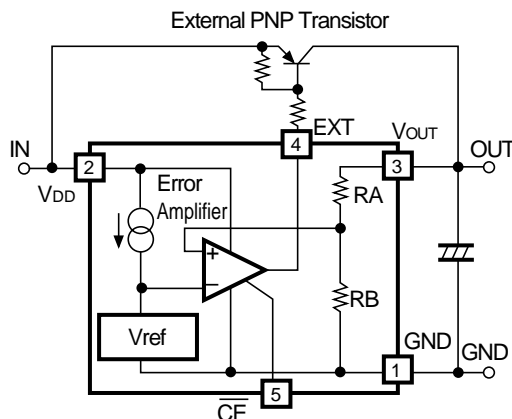 External PNP Transistor
EXT
4
VOUT
IN
2
3
OUT
VDD
Error
Amplifier
RA
+
−
RB
Vref
GND
GND
1
5
CE